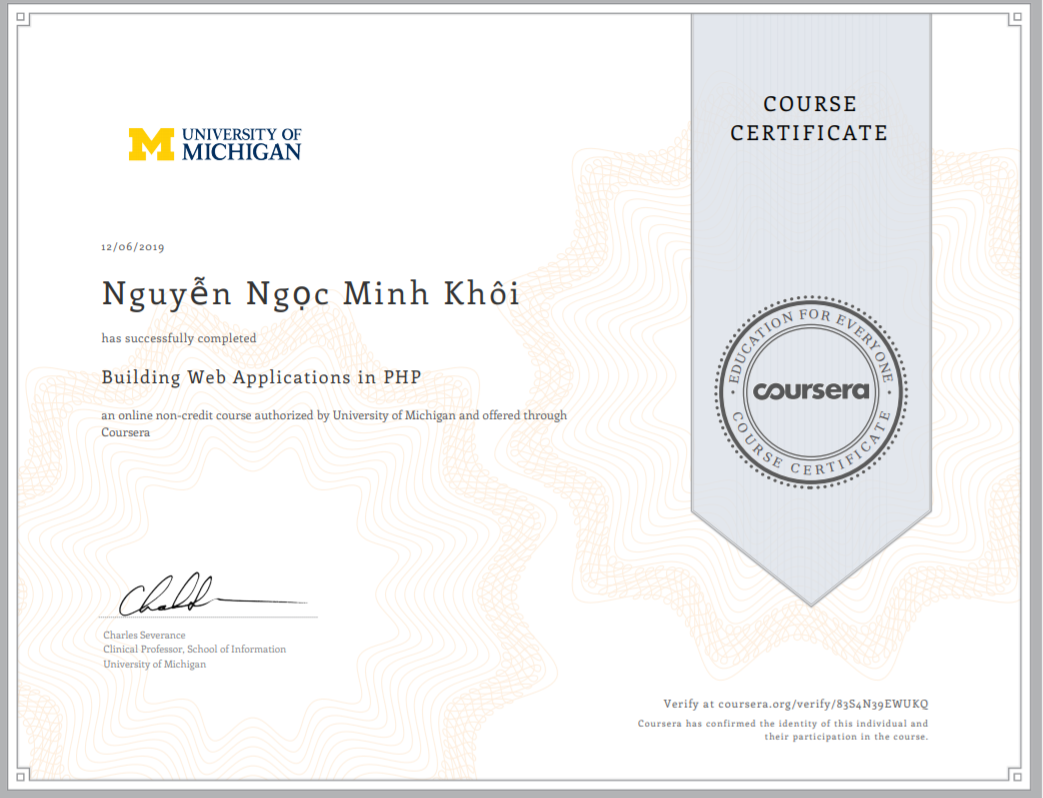 COURSE
CERTIFICATE
UNIVERSITY OF
MICHIGAN
12/06/2019
Nguyễn Ngọc Minh Khôi
has successfully completed
Building Web Applications in PHP
an online non-credit course authorized by University of Michigan and offered through
Coursera
EDUCATION FOR EVERYONE
coursera
COURSE CERTIFICATE
Charles Severance
Clinical Professor, School of Information
University of Michigan
Verify at coursera.org/verify/83S4N39EWUKQ
Coursera has confirmed the identity of this individual and
their participation in the course.